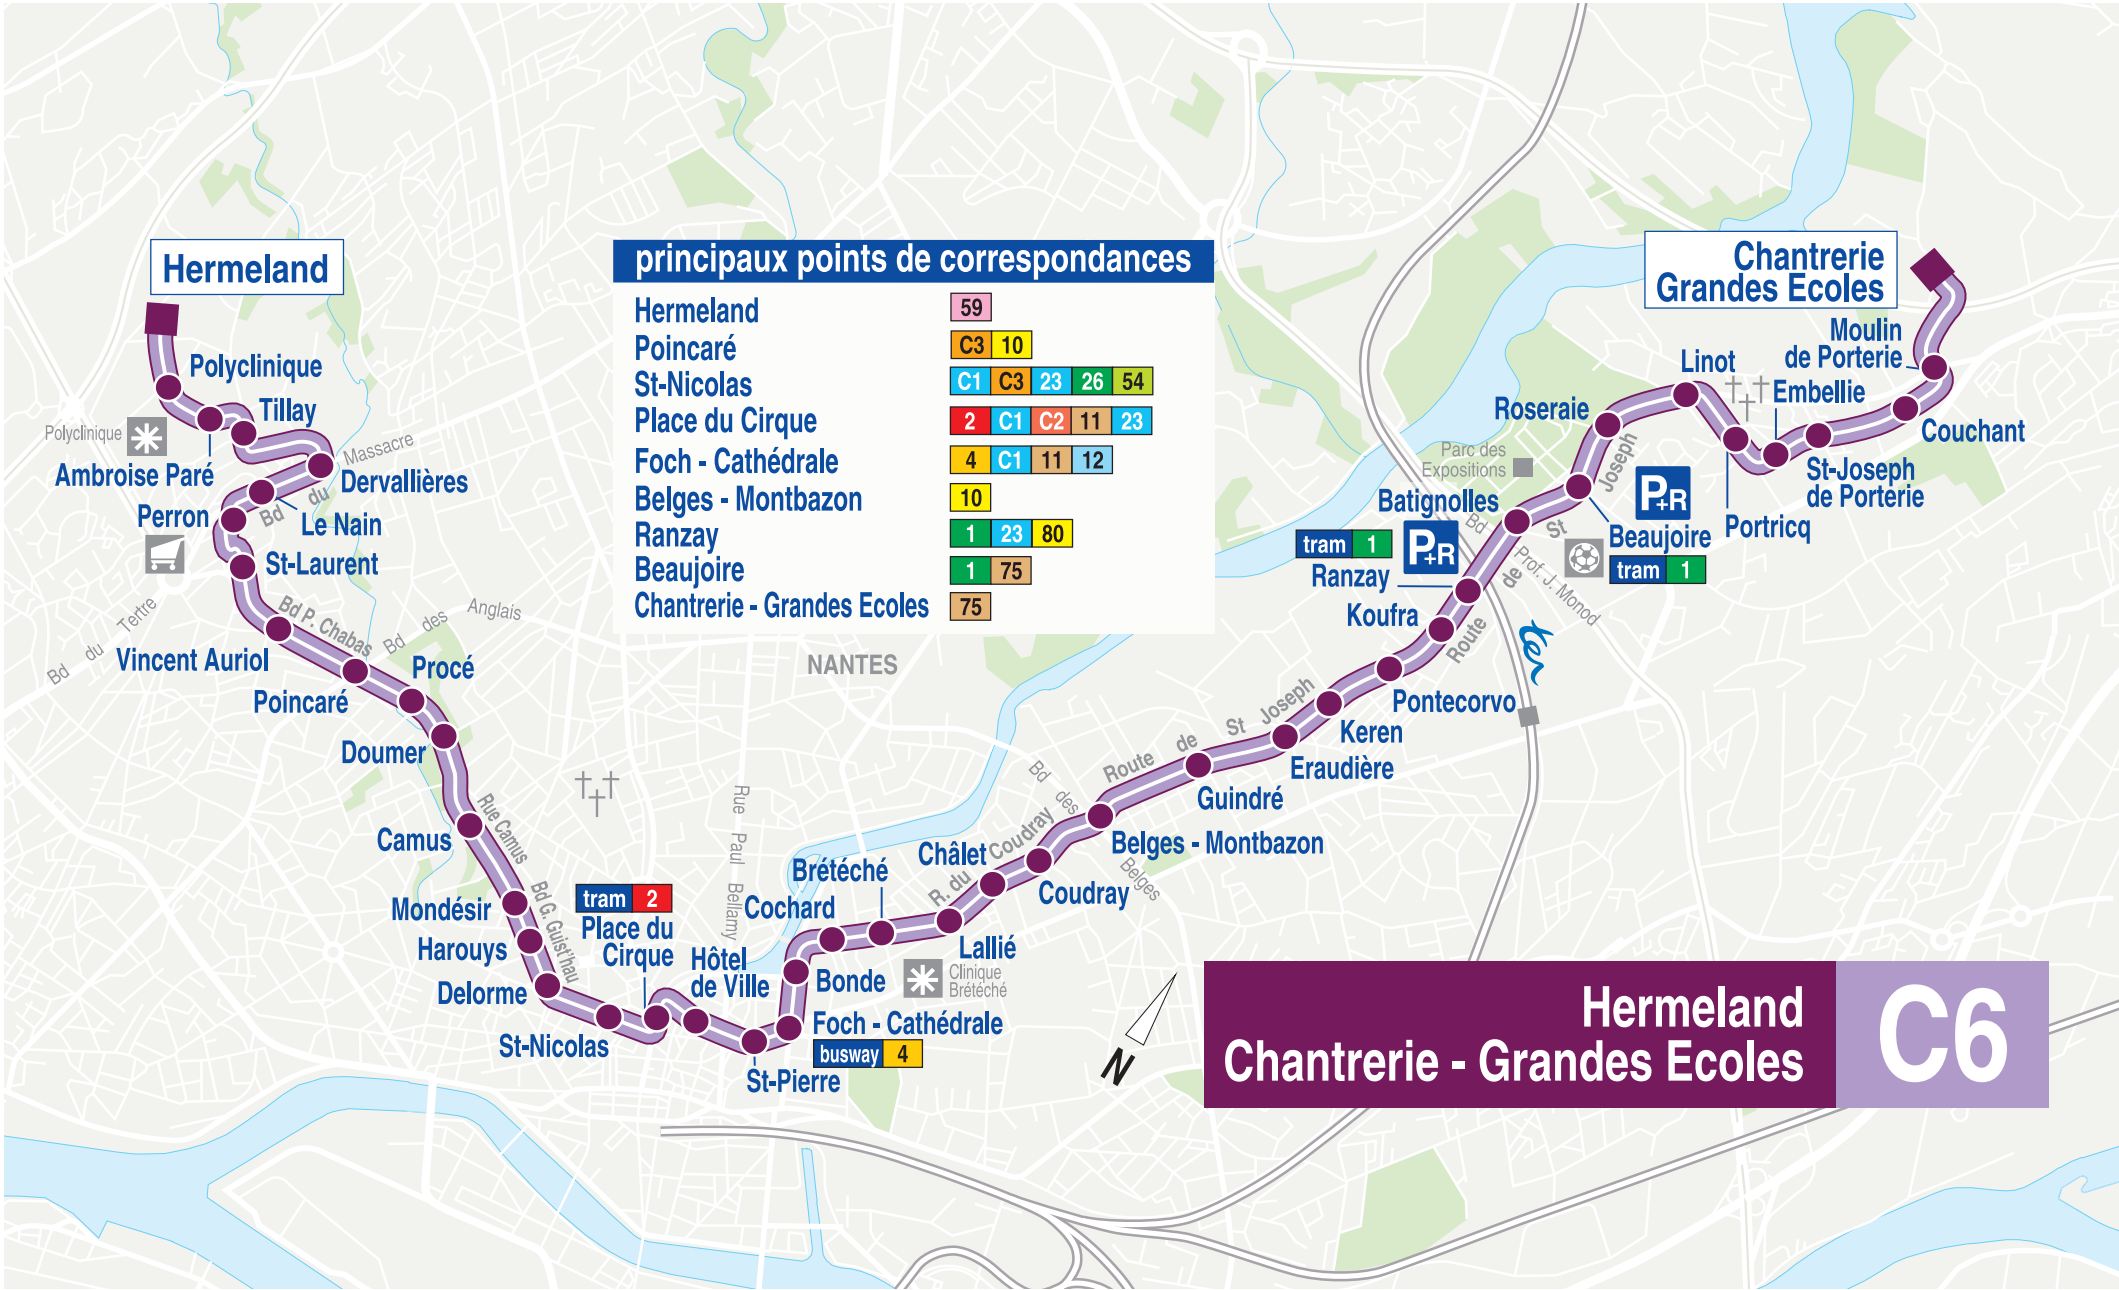 Hermeland
Polyclinique
Tillay
Polyclinique
Ambroise Paré
Massacre
du
Bd
Dervallières
Le Nain
Perron
St-Laurent
Bd du Tertre
Bd P. Chabas
Bd des Anglais
Vincent Auriol
Poincaré
Procé
Doumer
Camus
Rue Camus
Mondésir
Harouys
Bd G. Guist'hau
Delorme
St-Nicolas
tram 2
Place du
Cirque
Hôtel
de Ville
Rue Paul Bellamy
St-Pierre
Foch - Cathédrale
busway 4
Bonde
Cochard
Brétéché
Clinique
Brétéché
Lallié
Châlet
R. du Coudray
Coudray
Bd des
Belges
Belges - Montbazon
Route de St Joseph
Guindré
Eraudière
Keren
Pontecorvo
Koufra
Ranzay
tram 1
P+R
Batignolles
Route de St Joseph
Bd
Prof. J. Monod
Ter
Parc des
Expositions
Roseraie
P+R
Beaujoire
tram 1
Linot
Portricq
Embellie
St-Joseph
de Porterie
Couchant
Moulin
de Porterie
Chantrerie
Grandes Ecoles
principaux points de correspondances
Hermeland 59
Poincaré C3 10
St-Nicolas C1 C3 23 26 54
Place du Cirque 2 C1 C2 11 23
Foch - Cathédrale 4 C1 11 12
Belges - Montbazon 10
Ranzay 1 23 80
Beaujoire 1 75
Chantrerie - Grandes Ecoles 75
NANTES
N
Hermeland
Chantrerie - Grandes Ecoles
C6